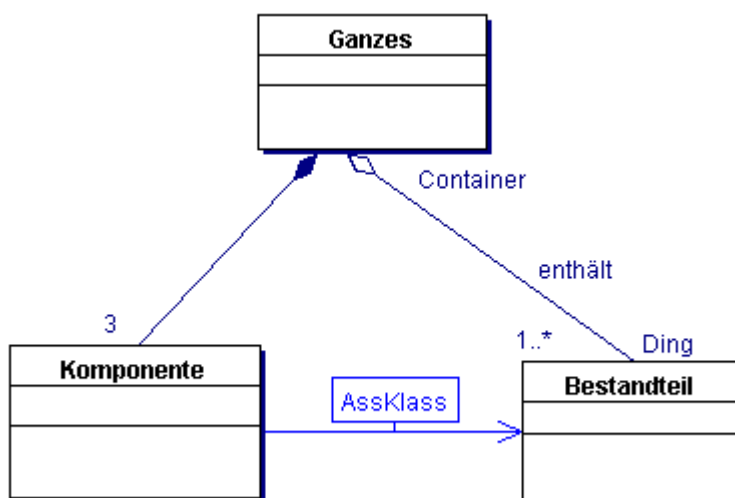 Ganzes
Container
enthält
3
1..*
Ding
Komponente
Bestandteil
AssKlass